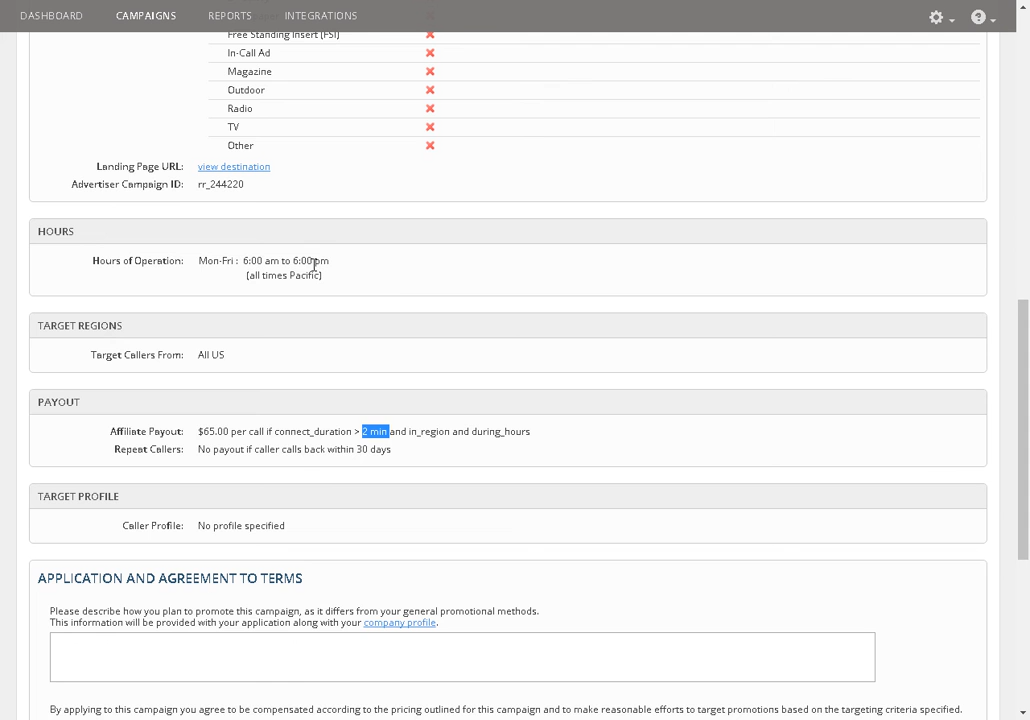 DASHBOARD CAMPAIGNS REPORTS INTEGRATIONS
Free Standing Insert [FSI]
In-Call Ad
Magazine
Outdoor
Radio
TV
Other
Landing Page URL: view destination
Advertiser Campaign ID: rr_244220
HOURS
Hours of Operation: Mon-Fri : 6:00 am to 6:00 pm
[all times Pacific]
TARGET REGIONS
Target Callers From: All US
PAYOUT
Affiliate Payout: $65.00 per call if connect_duration > 2 min and in_region and during_hours
Repeat Callers: No payout if caller calls back within 30 days
TARGET PROFILE
Caller Profile: No profile specified
APPLICATION AND AGREEMENT TO TERMS
Please describe how you plan to promote this campaign, as it differs from your general promotional methods.
This information will be provided with your application along with your company profile.
By applying to this campaign you agree to be compensated according to the pricing outlined for this campaign and to make reasonable efforts to target promotions based on the targeting criteria specified.